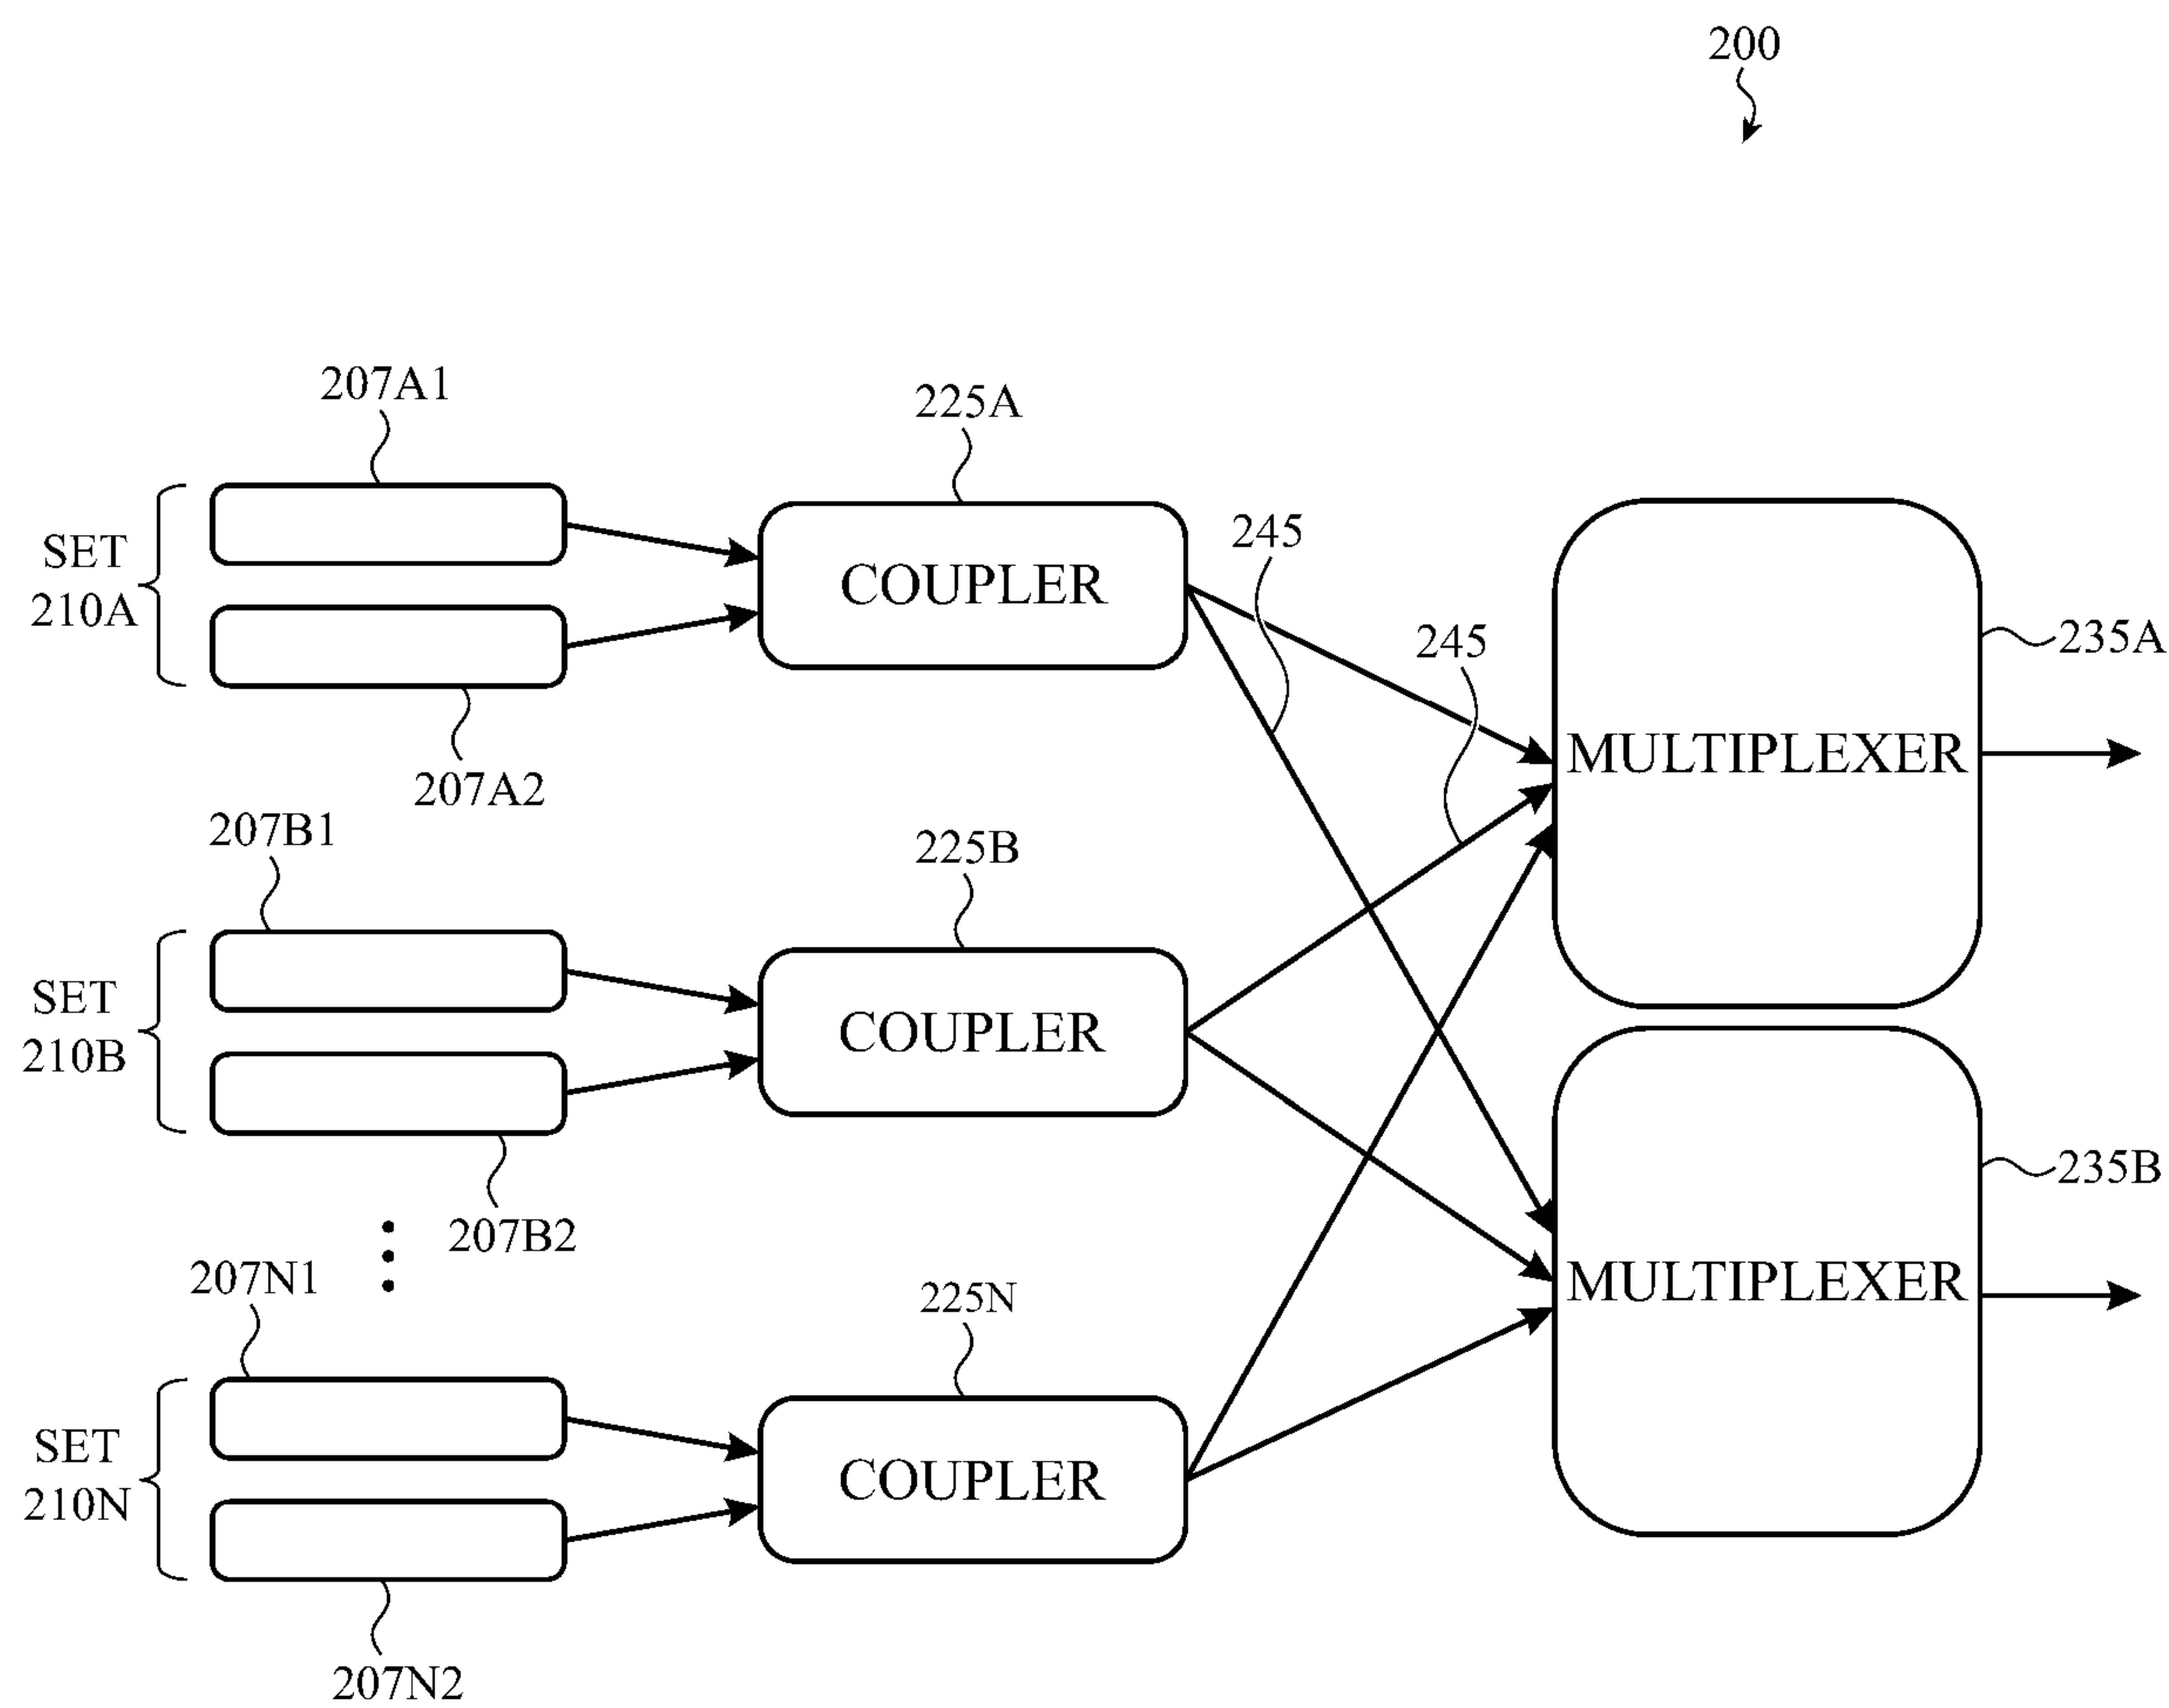 200
207A1
225A
SET
210A
COUPLER
245
245
235A
MULTIPLEXER
207A2
207B1
225B
SET
210B
COUPLER
235B
207B2
207N1
225N
MULTIPLEXER
SET
210N
COUPLER
207N2